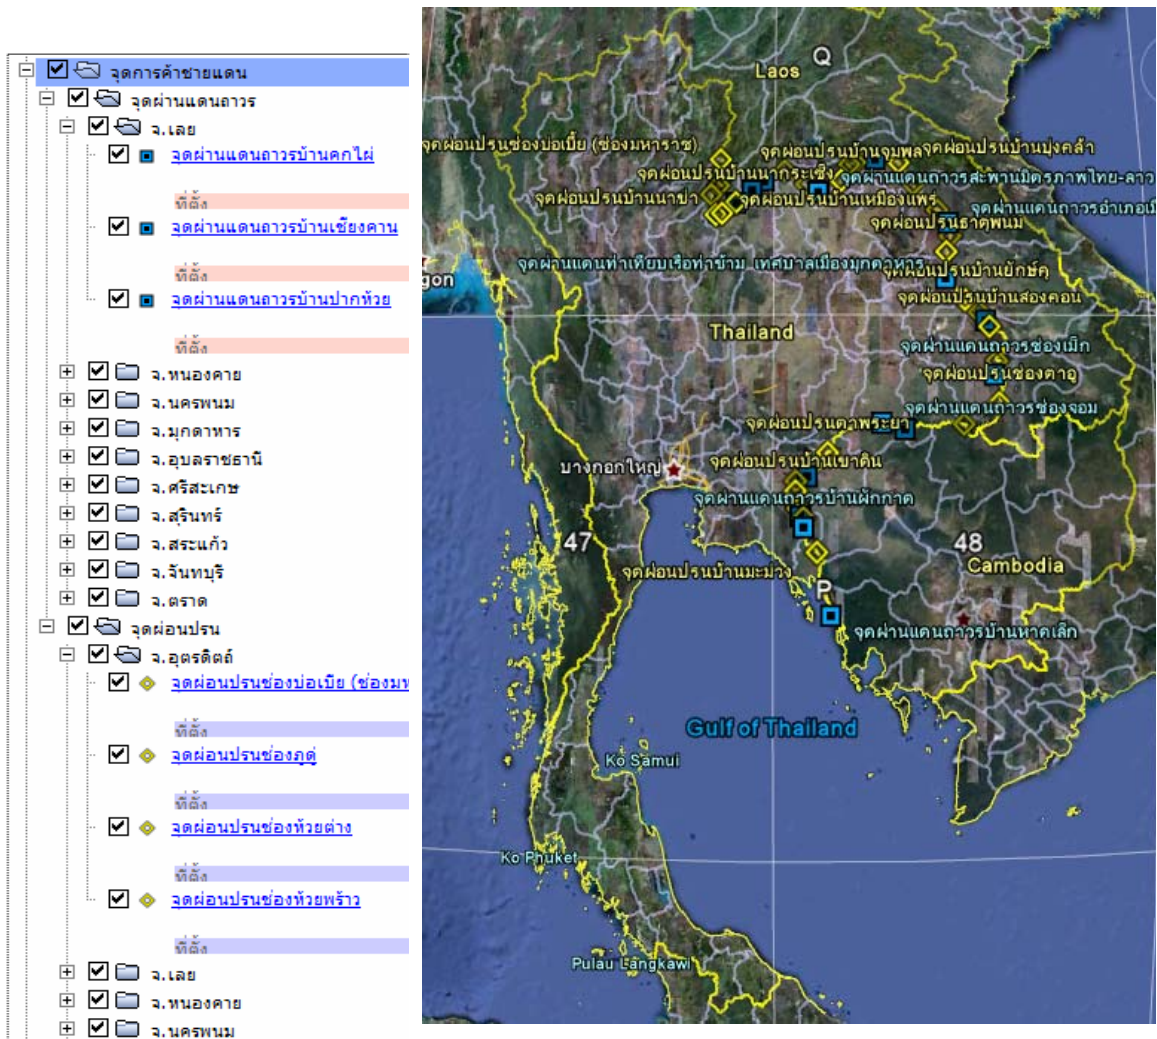 จุดการค้าชายแดน
จุดผ่านแดนถาวร
จ.เลย
จุดผ่านแดนถาวรบ้านคกไผ่
ที่ตั้ง
จุดผ่านแดนถาวรบ้านเชียงคาน
ที่ตั้ง
จุดผ่านแดนถาวรบ้านปากห้วย
ที่ตั้ง
จ.หนองคาย
จ.นครพนม
จ.มุกดาหาร
จ.อุบลราชธานี
จ.ศรีสะเกษ
จ.สุรินทร์
จ.สระแก้ว
จ.จันทบุรี
จ.ตราด
จุดผ่อนปรน
จ.อุตรดิตถ์
จุดผ่อนปรนช่องบ่อเบีย (ช่องมห
ที่ตั้ง
จุดผ่อนปรนช่องภูดู่
ที่ตั้ง
จุดผ่อนปรนช่องห้วยต่าง
ที่ตั้ง
จุดผ่อนปรนช่องห้วยพร้าว
ที่ตั้ง
จ.เลย
จ.หนองคาย
จ.นครพนม
Q
Laos
จุดผ่อนปรนช่องบ่อเบี้ย (ช่องมหาราช)
จุดผ่อนปรนบ้านจุมพล
จุดผ่อนปรนบ้านบุ่งคล้า
จุดผ่อนปรนบ้านนากระเซ็ง
จุดผ่านแดนถาวรสะพานมิตรภาพไทย-ลาว
จุดผ่อนปรนบ้านนาข่า
จุดผ่อนปรนบ้านเหมืองแพร่
จุดผ่านแดนถาวรอำเภอเมื
จุดผ่อนปรนธาตุพนม
จุดผ่านแดนท่าเทียบเรือท่าข้าม เทศบาลเมืองมุกดาหาร
จุดผ่อนปรนบ้านยักษ์คุ
gon
จุดผ่อนปรนบ้านสองคอน
Thailand
จุดผ่านแดนถาวรช่องเม็ก
จุดผ่อนปรนช่องตาอู
จุดผ่านแดนถาวรช่องจอม
จุดผ่อนปรนตาพระยา
บางกอกใหญ่
จุดผ่อนปรนบ้านเขาดิน
จุดผ่านแดนถาวรบ้านผักกาด
47
48
Cambodia
จุดผ่อนปรนบ้านมะม่วง
P
จุดผ่านแดนถาวรบ้านหาดเล็ก
Gulf of Thailand
Ko Samui
Ko Phuket
Pulau Langkawi